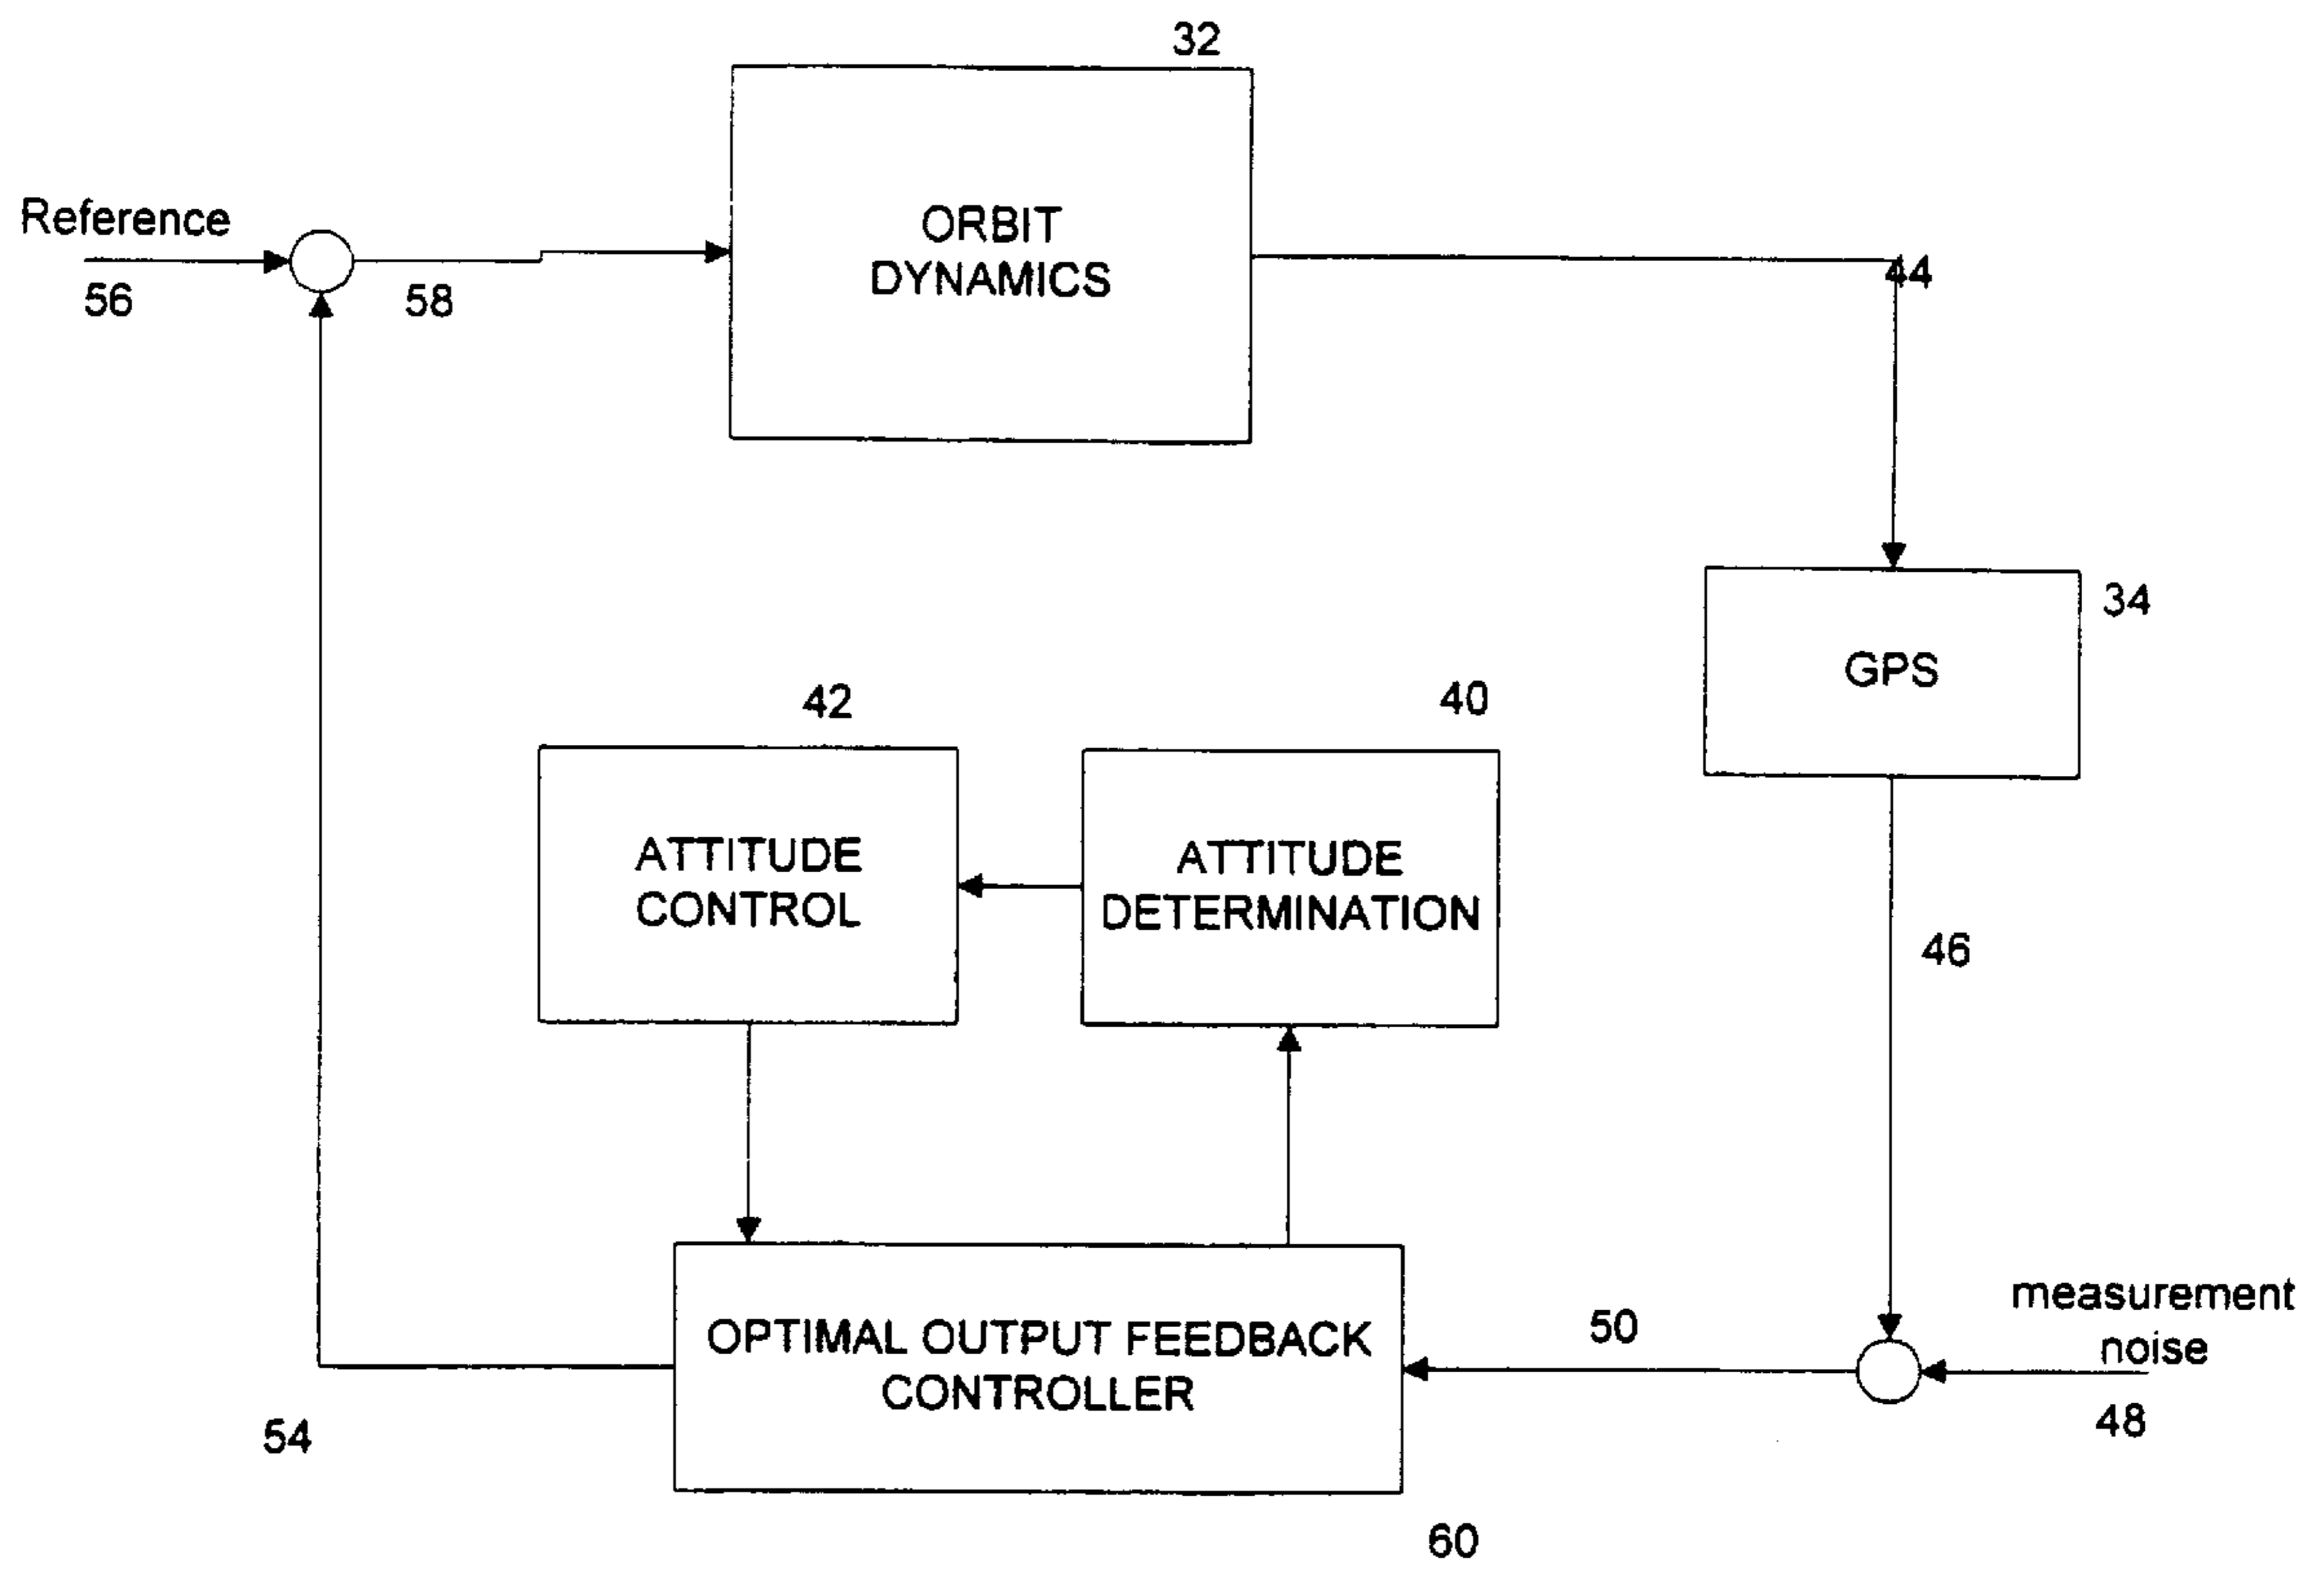 32
Reference
56
58
ORBIT
DYNAMICS
44
34
GPS
42
40
ATTITUDE
CONTROL
ATTITUDE
DETERMINATION
46
measurement
noise
50
OPTIMAL OUTPUT FEEDBACK
CONTROLLER
48
54
60